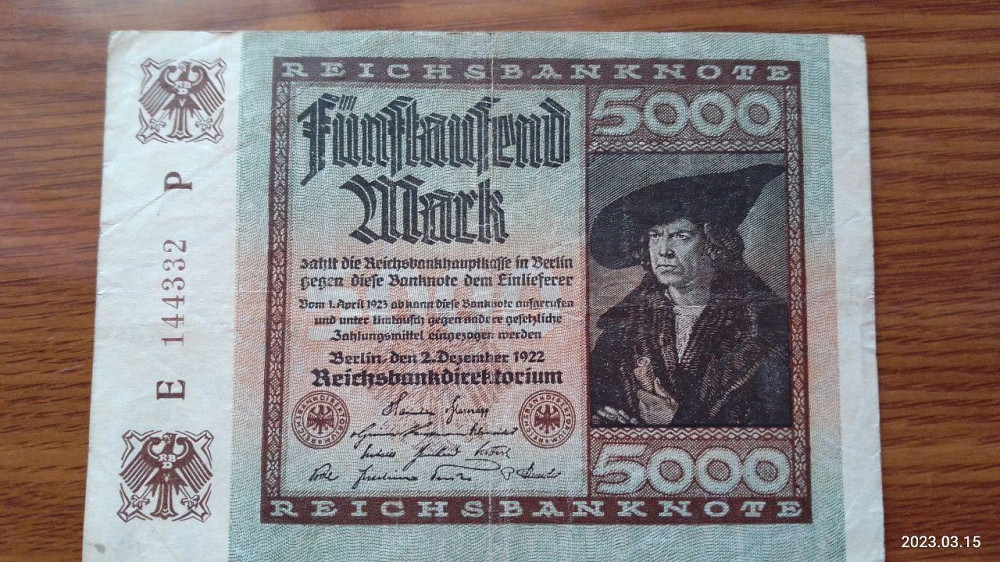 REICHSBANKNOTE
5000
Fünftausend
Mark
zahlt die Reichsbankhauptkasse in Berlin
gegen diese Banknote dem Einlieferer
Vom 1. April 1923 ab kann diese Banknote aufgerufen
und unter Umtausch gegen andere gesetzliche
Zahlungsmittel eingezogen werden
Berlin, den 2. Dezember 1922
Reichsbankdirektorium
5000
REICHSBANKNOTE
E 144332 P
RBD
RBD
2023.03.15